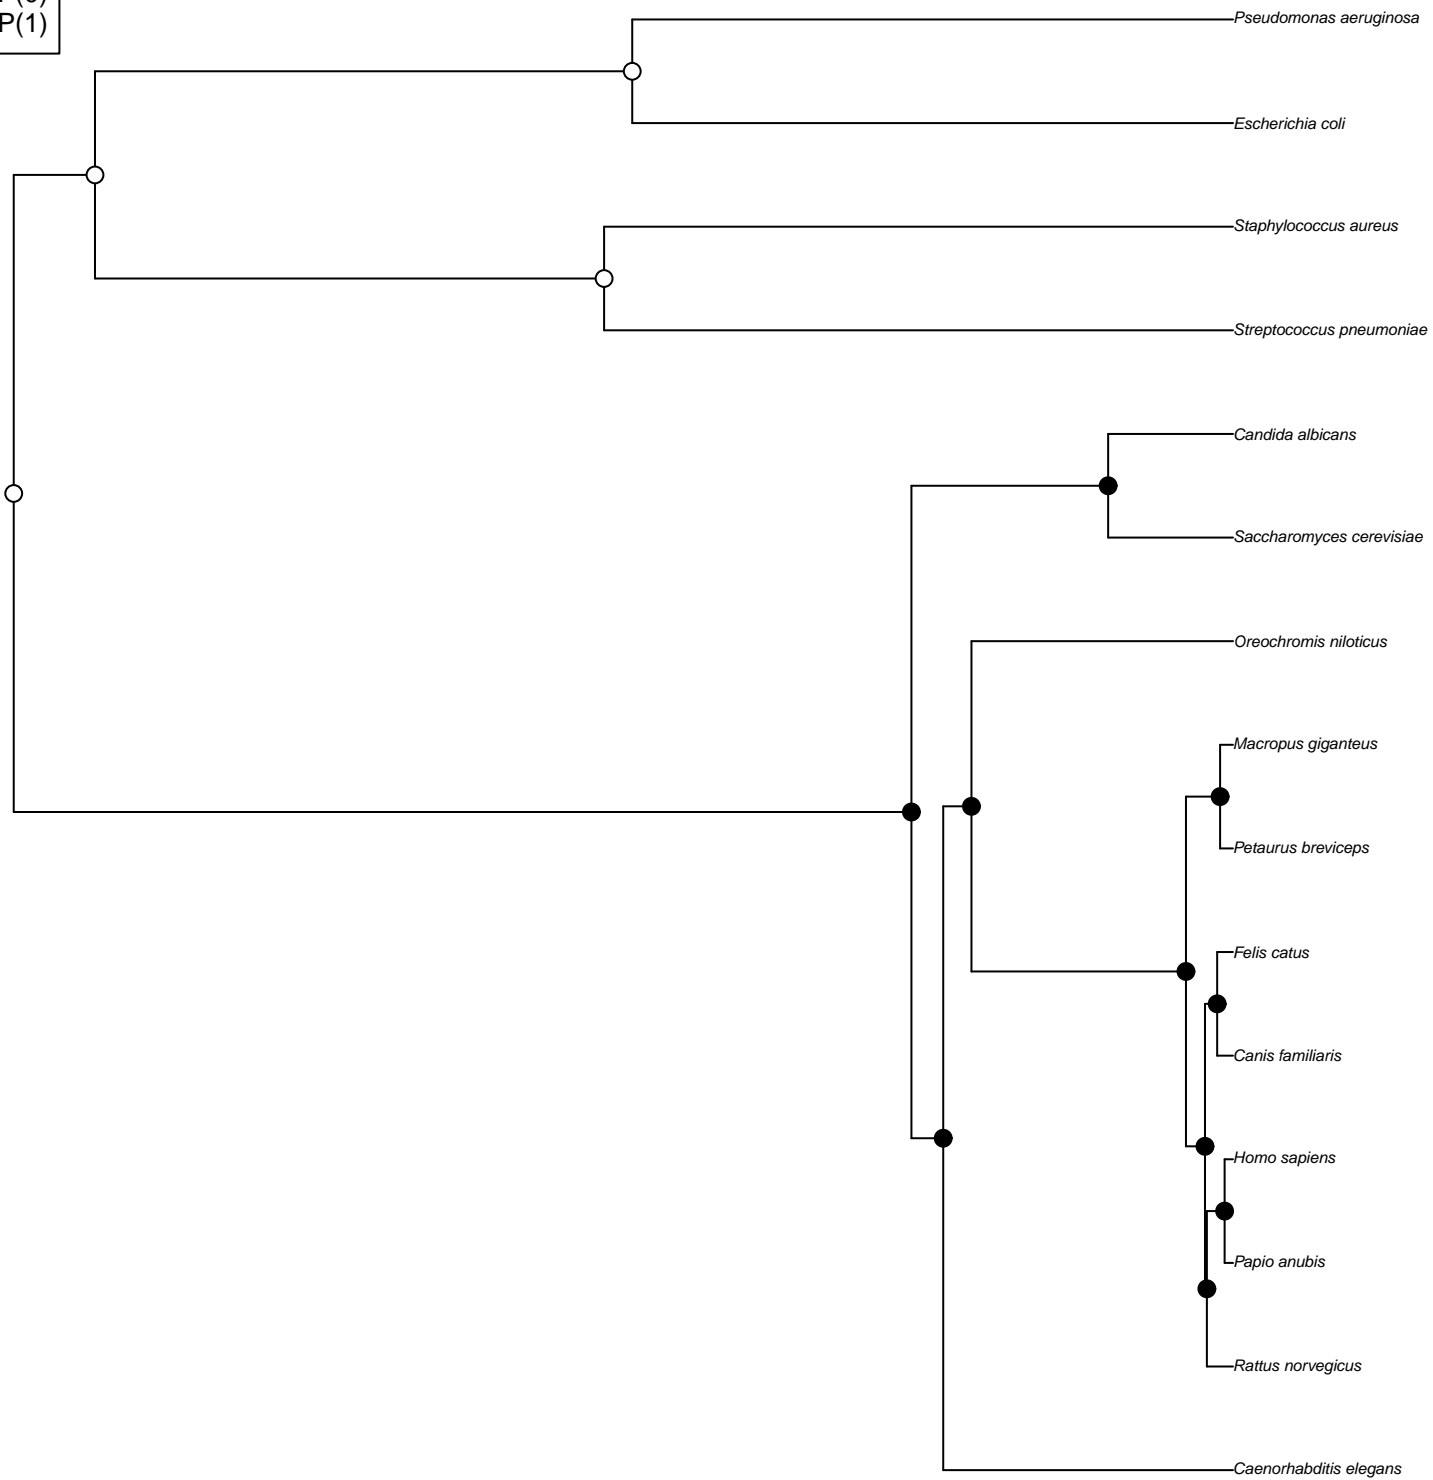 P(1)
Pseudomonas aeruginosa
Escherichia coli
Staphylococcus aureus
Streptococcus pneumoniae
Candida albicans
Saccharomyces cerevisiae
Oreochromis niloticus
Macropus giganteus
Petaurus breviceps
Felis catus
Canis familiaris
Homo sapiens
Papio anubis
Rattus norvegicus
Caenorhabditis elegans